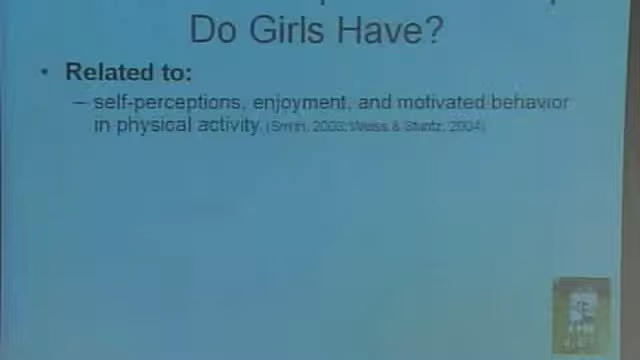 Do Girls Have?
• Related to:
– self-perceptions, enjoyment, and motivated behavior
in physical activity (Smith, 2003; Weiss & Stuntz, 2004)